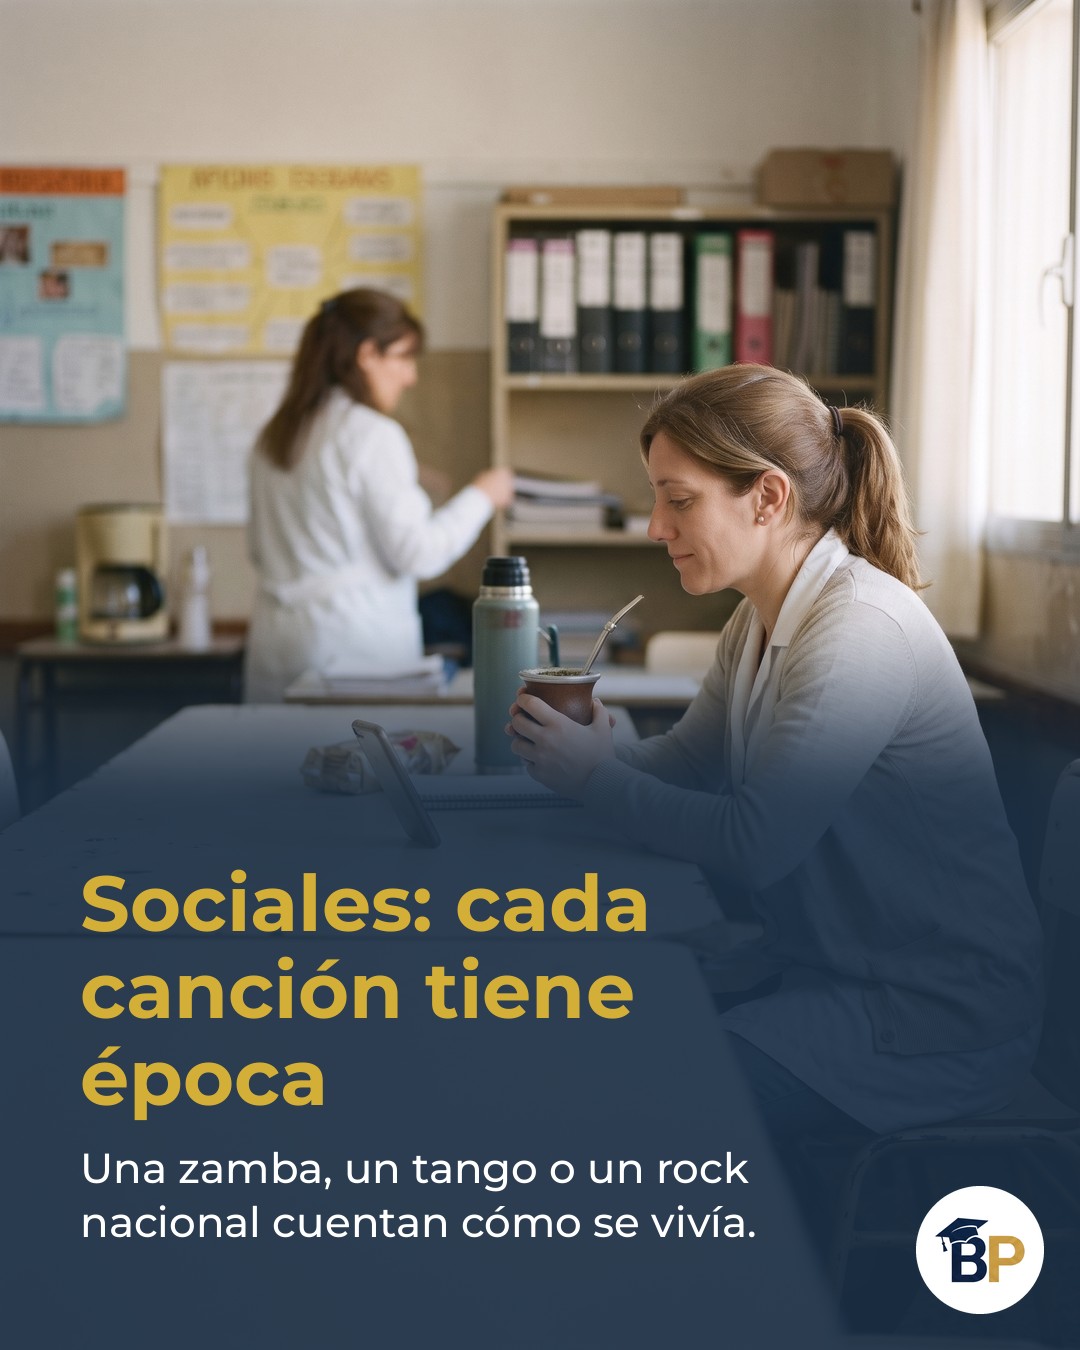 Sociales: cada
canción tiene
época
Una zamba, un tango o un rock
nacional cuentan cómo se vivía.
BP